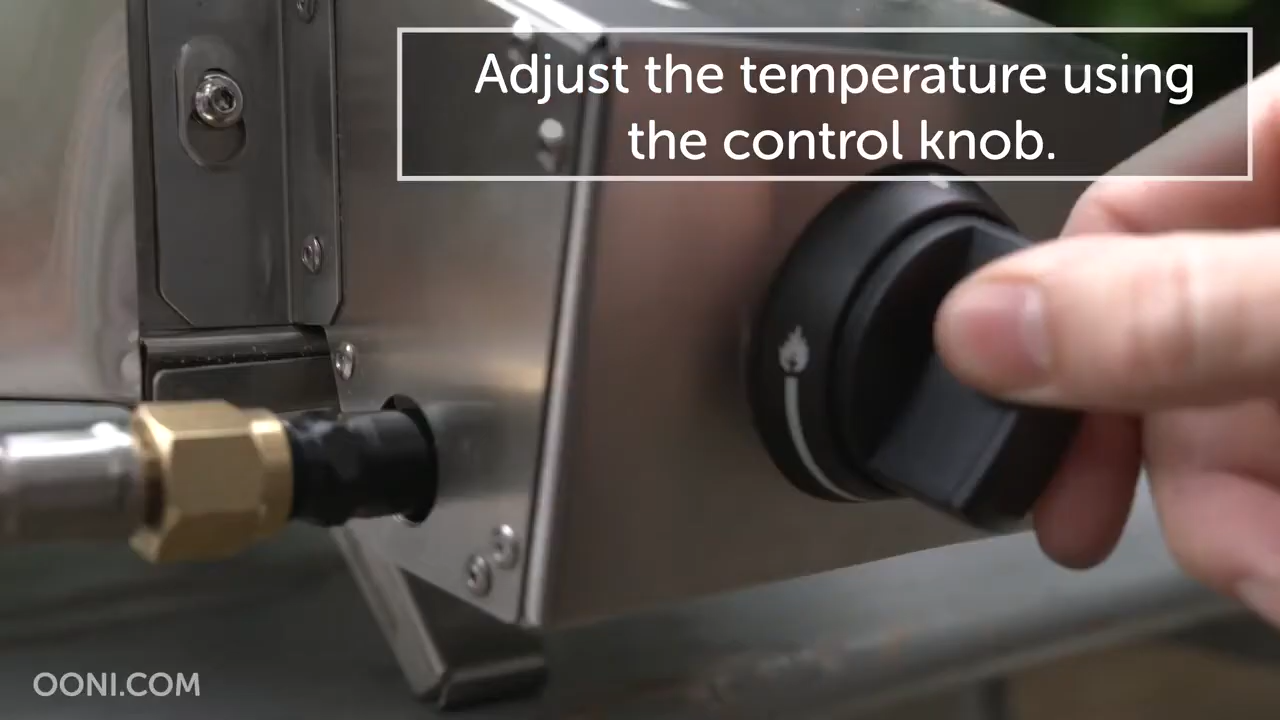 Adjust the temperature using
the control knob.
OONI.COM